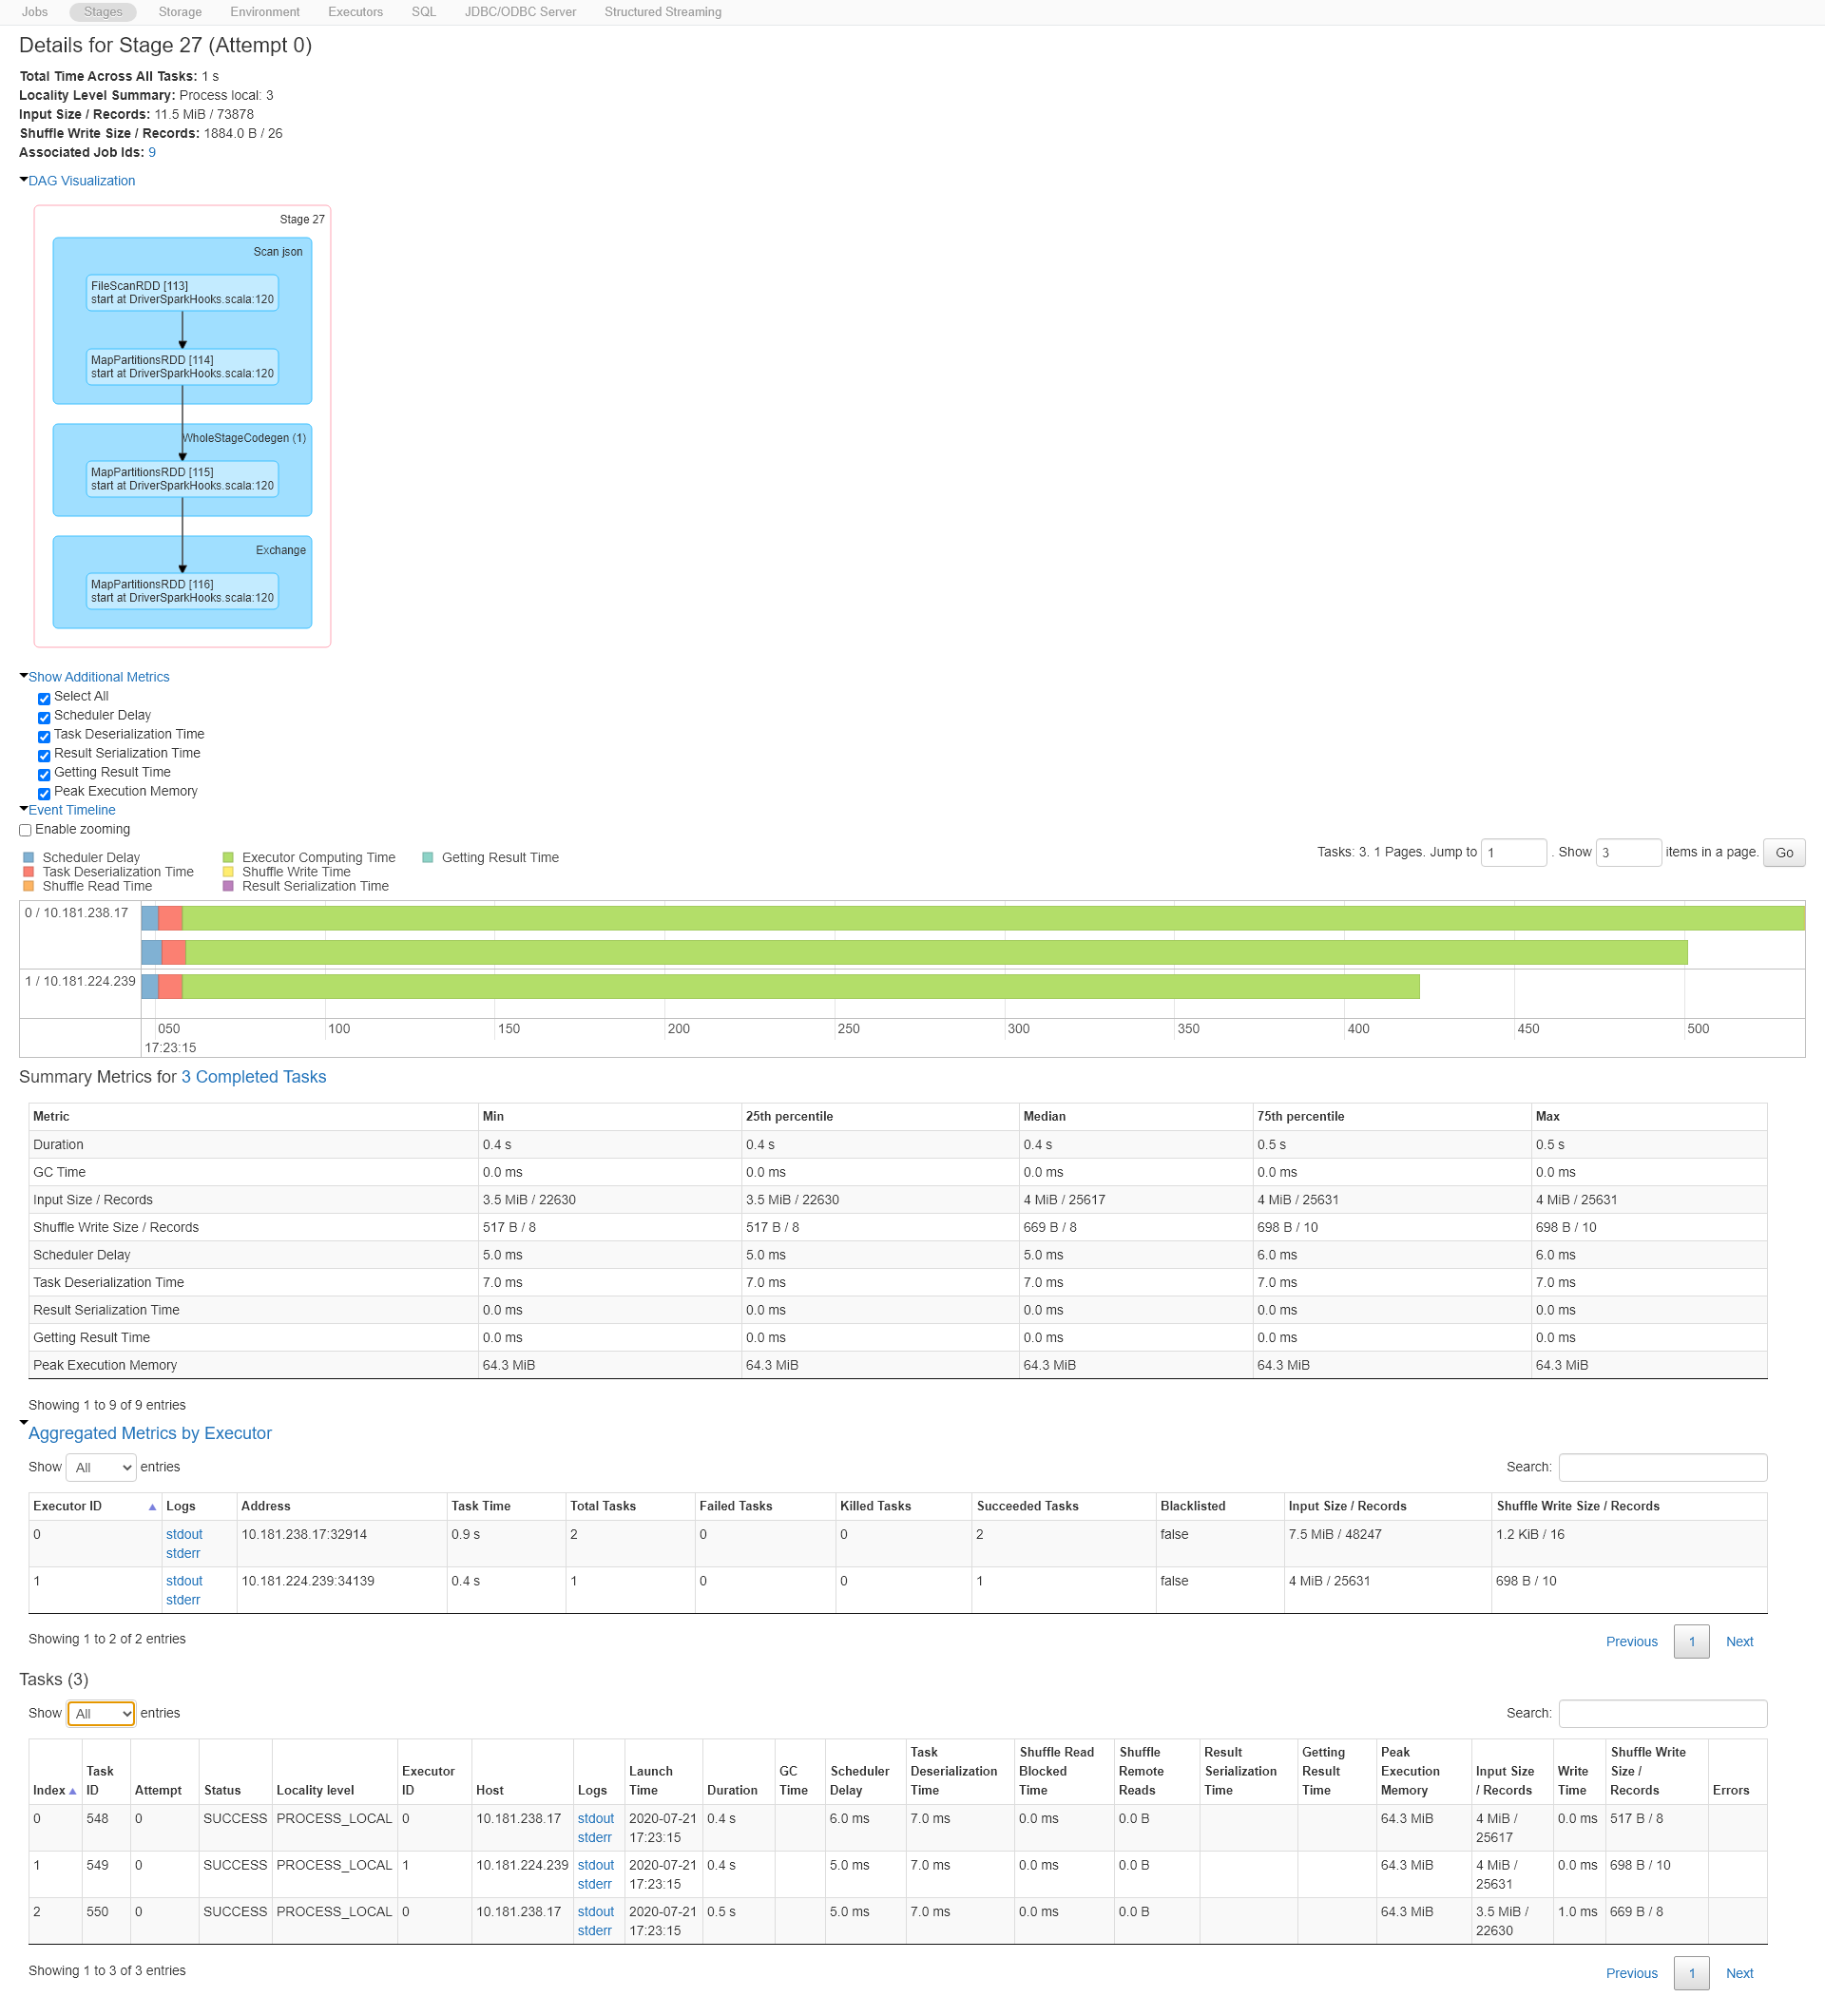 Jobs Stages Storage Environment Executors SQL JDBC/ODBC Server Structured Streaming
Details for Stage 27 (Attempt 0)
Total Time Across All Tasks: 1 s
Locality Level Summary: Process local: 3
Input Size / Records: 11.5 MiB / 73878
Shuffle Write Size / Records: 1884.0 B / 26
Associated Job Ids: 9
DAG Visualization
Stage 27
Scan json
FileScanRDD [113]
start at DriverSparkHooks.scala:120
MapPartitionsRDD [114]
start at DriverSparkHooks.scala:120
WholeStageCodegen (1)
MapPartitionsRDD [115]
start at DriverSparkHooks.scala:120
Exchange
MapPartitionsRDD [116]
start at DriverSparkHooks.scala:120
Show Additional Metrics
Select All
Scheduler Delay
Task Deserialization Time
Result Serialization Time
Getting Result Time
Peak Execution Memory
Event Timeline
Enable zooming
Tasks: 3. 1 Pages. Jump to 1 . Show 3 items in a page. Go
Scheduler Delay Executor Computing Time Getting Result Time
Task Deserialization Time Shuffle Write Time
Shuffle Read Time Result Serialization Time
0 / 10.181.238.17
1 / 10.181.224.239
050 100 150 200 250 300 350 400 450 500
17:23:15
Summary Metrics for 3 Completed Tasks
Metric Min 25th percentile Median 75th percentile Max
Duration 0.4 s 0.4 s 0.4 s 0.5 s 0.5 s
GC Time 0.0 ms 0.0 ms 0.0 ms 0.0 ms 0.0 ms
Input Size / Records 3.5 MiB / 22630 3.5 MiB / 22630 4 MiB / 25617 4 MiB / 25631 4 MiB / 25631
Shuffle Write Size / Records 517 B / 8 517 B / 8 669 B / 8 698 B / 10 698 B / 10
Scheduler Delay 5.0 ms 5.0 ms 5.0 ms 6.0 ms 6.0 ms
Task Deserialization Time 7.0 ms 7.0 ms 7.0 ms 7.0 ms 7.0 ms
Result Serialization Time 0.0 ms 0.0 ms 0.0 ms 0.0 ms 0.0 ms
Getting Result Time 0.0 ms 0.0 ms 0.0 ms 0.0 ms 0.0 ms
Peak Execution Memory 64.3 MiB 64.3 MiB 64.3 MiB 64.3 MiB 64.3 MiB
Showing 1 to 9 of 9 entries
Aggregated Metrics by Executor
Show All entries Search:
Executor ID Logs Address Task Time Total Tasks Failed Tasks Killed Tasks Succeeded Tasks Blacklisted Input Size / Records Shuffle Write Size / Records
0 stdout 10.181.238.17:32914 0.9 s 2 0 0 2 false 7.5 MiB / 48247 1.2 KiB / 16
stderr
1 stdout 10.181.224.239:34139 0.4 s 1 0 0 1 false 4 MiB / 25631 698 B / 10
stderr
Showing 1 to 2 of 2 entries
Previous 1 Next
Tasks (3)
Show All entries Search:
Task Shuffle Read Shuffle Result Getting Peak Shuffle Write
Task Executor Launch GC Scheduler Deserialization Blocked Remote Serialization Result Execution Input Size Write Size /
Index ID Attempt Status Locality level ID Host Logs Time Duration Time Delay Time Time Reads Time Time Memory / Records Time Records Errors
0 548 0 SUCCESS PROCESS_LOCAL 0 10.181.238.17 stdout 2020-07-21 0.4 s 6.0 ms 7.0 ms 0.0 ms 0.0 B 64.3 MiB 4 MiB / 0.0 ms 517 B / 8
stderr 17:23:15 25617
1 549 0 SUCCESS PROCESS_LOCAL 1 10.181.224.239 stdout 2020-07-21 0.4 s 5.0 ms 7.0 ms 0.0 ms 0.0 B 64.3 MiB 4 MiB / 0.0 ms 698 B / 10
stderr 17:23:15 25631
2 550 0 SUCCESS PROCESS_LOCAL 0 10.181.238.17 stdout 2020-07-21 0.5 s 5.0 ms 7.0 ms 0.0 ms 0.0 B 64.3 MiB 3.5 MiB / 1.0 ms 669 B / 8
stderr 17:23:15 22630
Showing 1 to 3 of 3 entries
Previous 1 Next